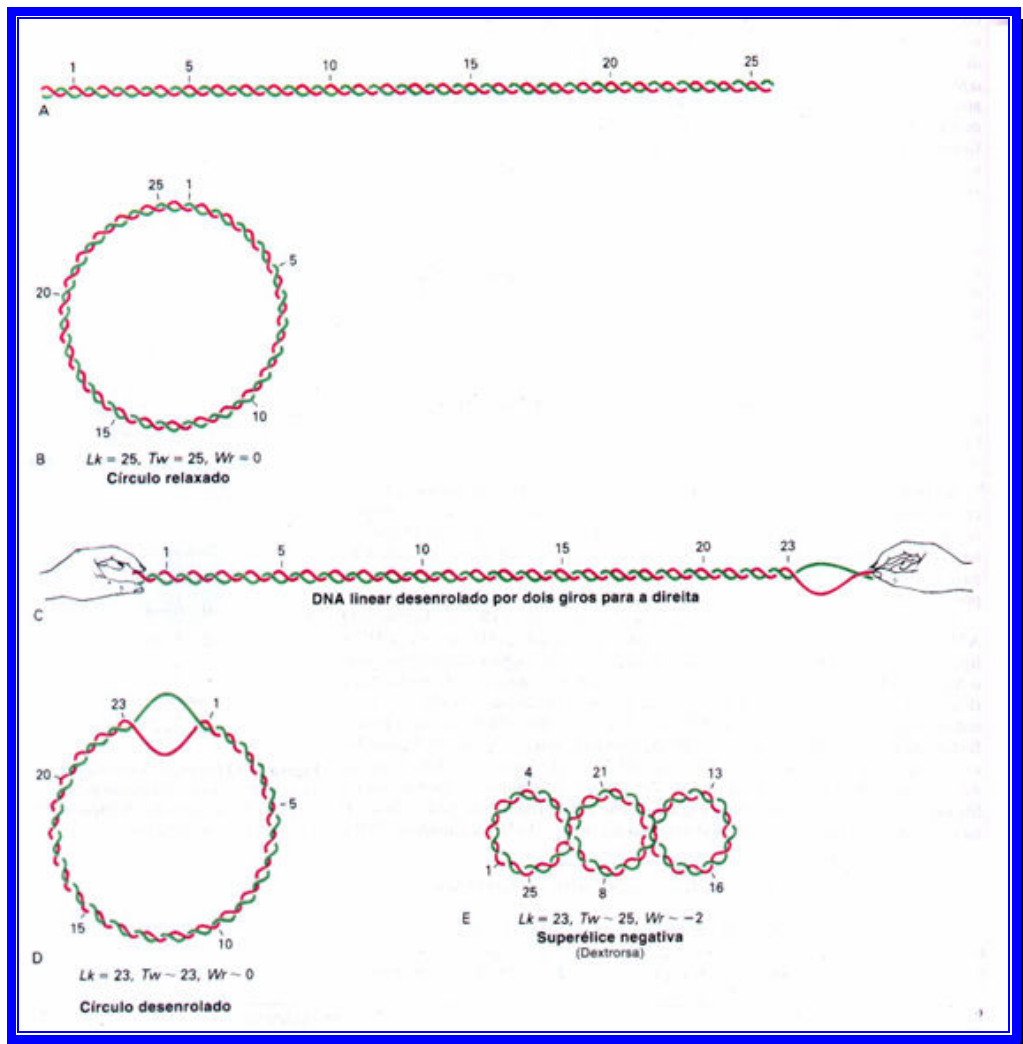 1 5 10 15 20 25
A
25 1
5
20
10
15
B Lk = 25, Tw = 25, Wr = 0
Círculo relaxado
1 5 10 15 20 23
DNA linear desenrolado por dois giros para a direita
C
23 1
20
5
15
10
D
Lk = 23, Tw ~ 23, Wr ~ 0
Círculo desenrolado
4 21 13
1
25 8 16
E Lk = 23, Tw ~ 25, Wr ~ −2
Superélice negativa
(Dextrorsa)